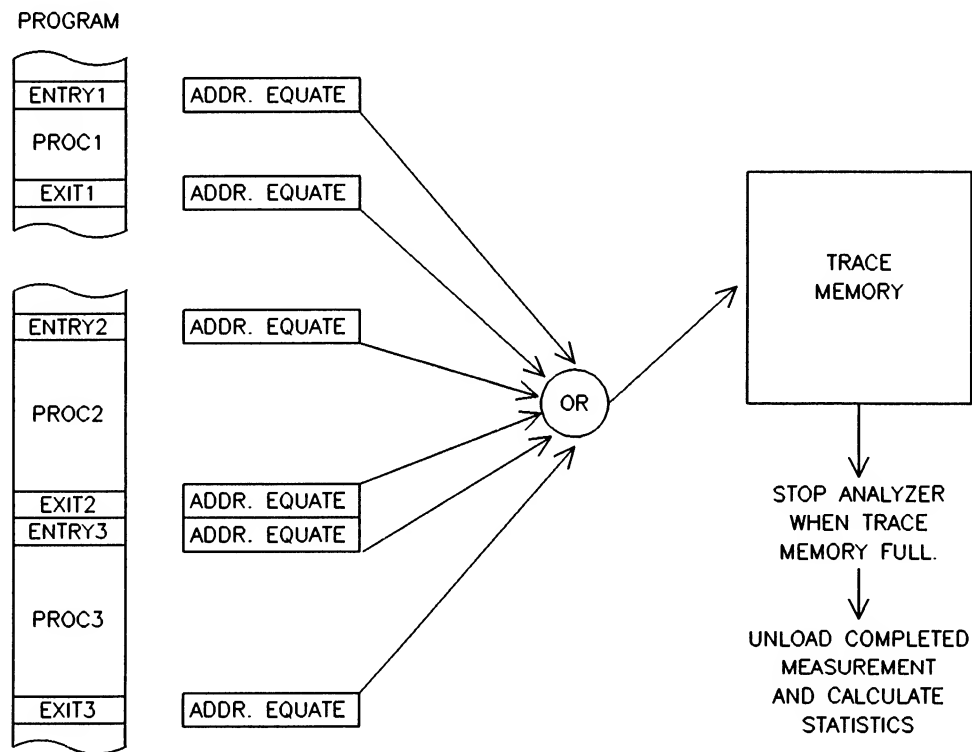 PROGRAM
ENTRY1
ADDR. EQUATE
PROC1
EXIT1
ADDR. EQUATE
TRACE
MEMORY
ENTRY2
ADDR. EQUATE
OR
PROC2
EXIT2
ADDR. EQUATE
ENTRY3
ADDR. EQUATE
STOP ANALYZER
WHEN TRACE
MEMORY FULL.
PROC3
UNLOAD COMPLETED
MEASUREMENT
AND CALCULATE
STATISTICS
EXIT3
ADDR. EQUATE